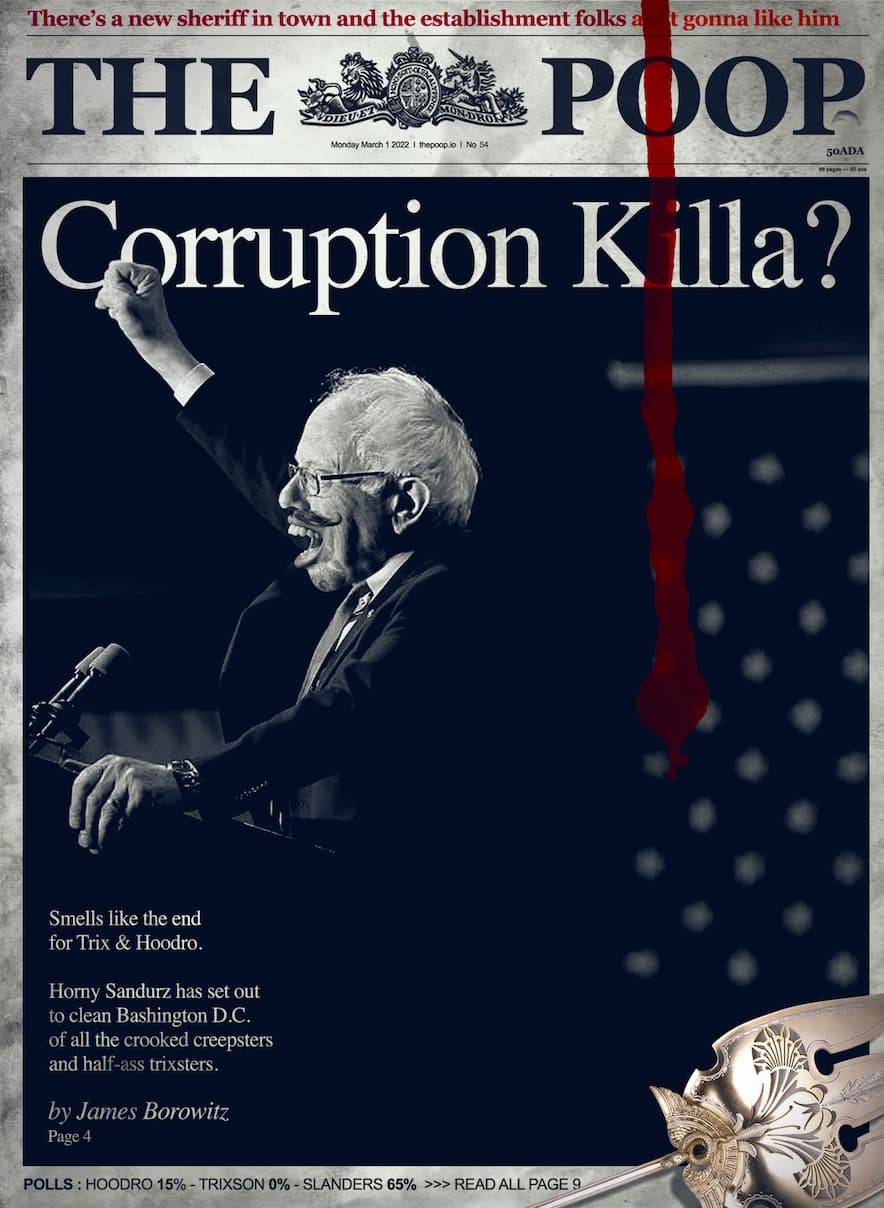 There's a new sheriff in town and the establishment folks ain't gonna like him
THE POOP
DIEU·ET MON·DROI
Monday March 1 2022 I thepoop.io I No 54
50ADA
Corruption Killa?
Smells like the end
for Trix & Hoodro.
Horny Sandurz has set out
to clean Bashington D.C.
of all the crooked creepsters
and half-ass trixsters.
by James Borowitz
Page 4
POLLS : HOODRO 15% - TRIXSON 0% - SLANDERS 65% >>> READ ALL PAGE 9